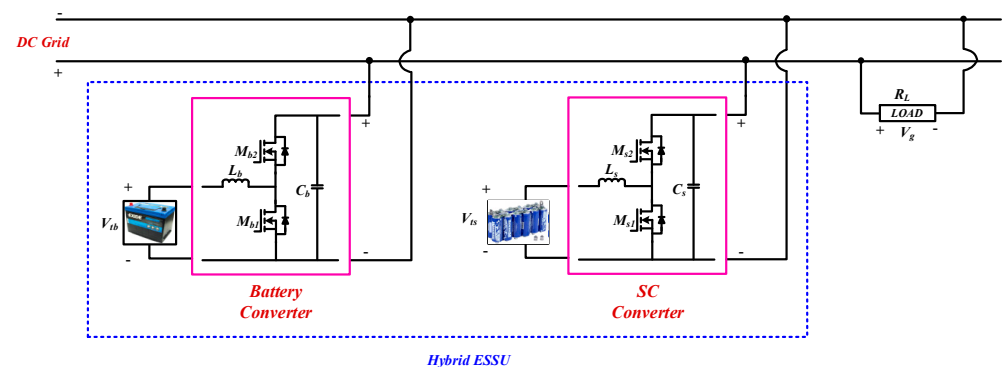 -
DC Grid
+
R_L
LOAD
+ V_g -
M_b2
+
M_s2
+
L_b
L_s
C_b
C_s
+
+
V_tb
EXIDE
M_b1
V_ts
M_s1
-
-
-
-
Battery
Converter
SC
Converter
Hybrid ESSU